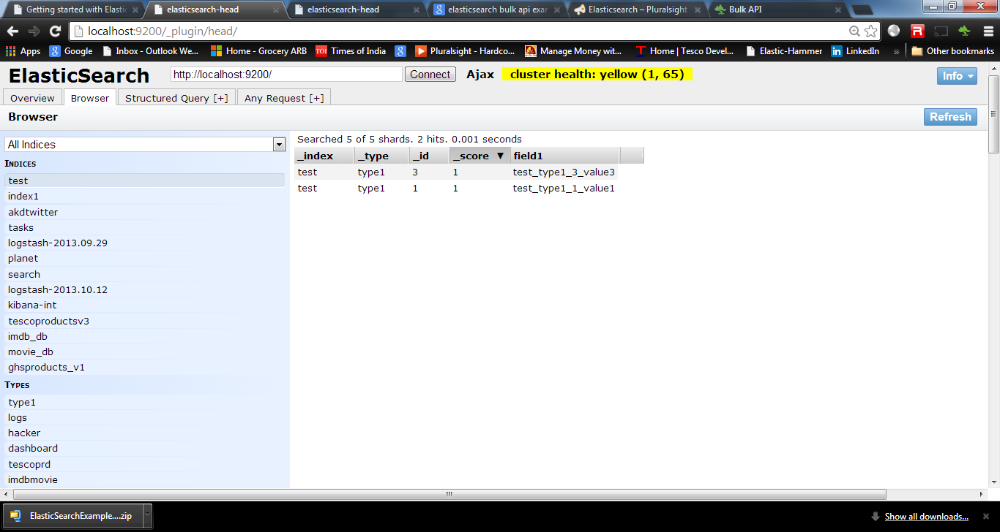 Getting started with Elastic
elasticsearch-head
elasticsearch-head
elasticsearch bulk api exar
Elasticsearch – Pluralsight
Bulk API
localhost:9200/_plugin/head/
Apps Google Inbox - Outlook We... Home - Grocery ARB TOI Times of India Pluralsight - Hardco... Manage Money wit... Home | Tesco Devel... Elastic-Hammer LinkedIn » Other bookmarks
ElasticSearch http://localhost:9200/ Connect Ajax cluster health: yellow (1, 65) Info
Overview Browser Structured Query [+] Any Request [+]
Browser Refresh
All Indices
INDICES
test
index1
akdtwitter
tasks
logstash-2013.09.29
planet
search
logstash-2013.10.12
kibana-int
tescoproductsv3
imdb_db
movie_db
ghsproducts_v1
TYPES
type1
logs
hacker
dashboard
tescoprd
imdbmovie
Searched 5 of 5 shards. 2 hits. 0.001 seconds
_index _type _id _score ▼ field1
test type1 3 1 test_type1_3_value3
test type1 1 1 test_type1_1_value1
ElasticSearchExample....zip Show all downloads...